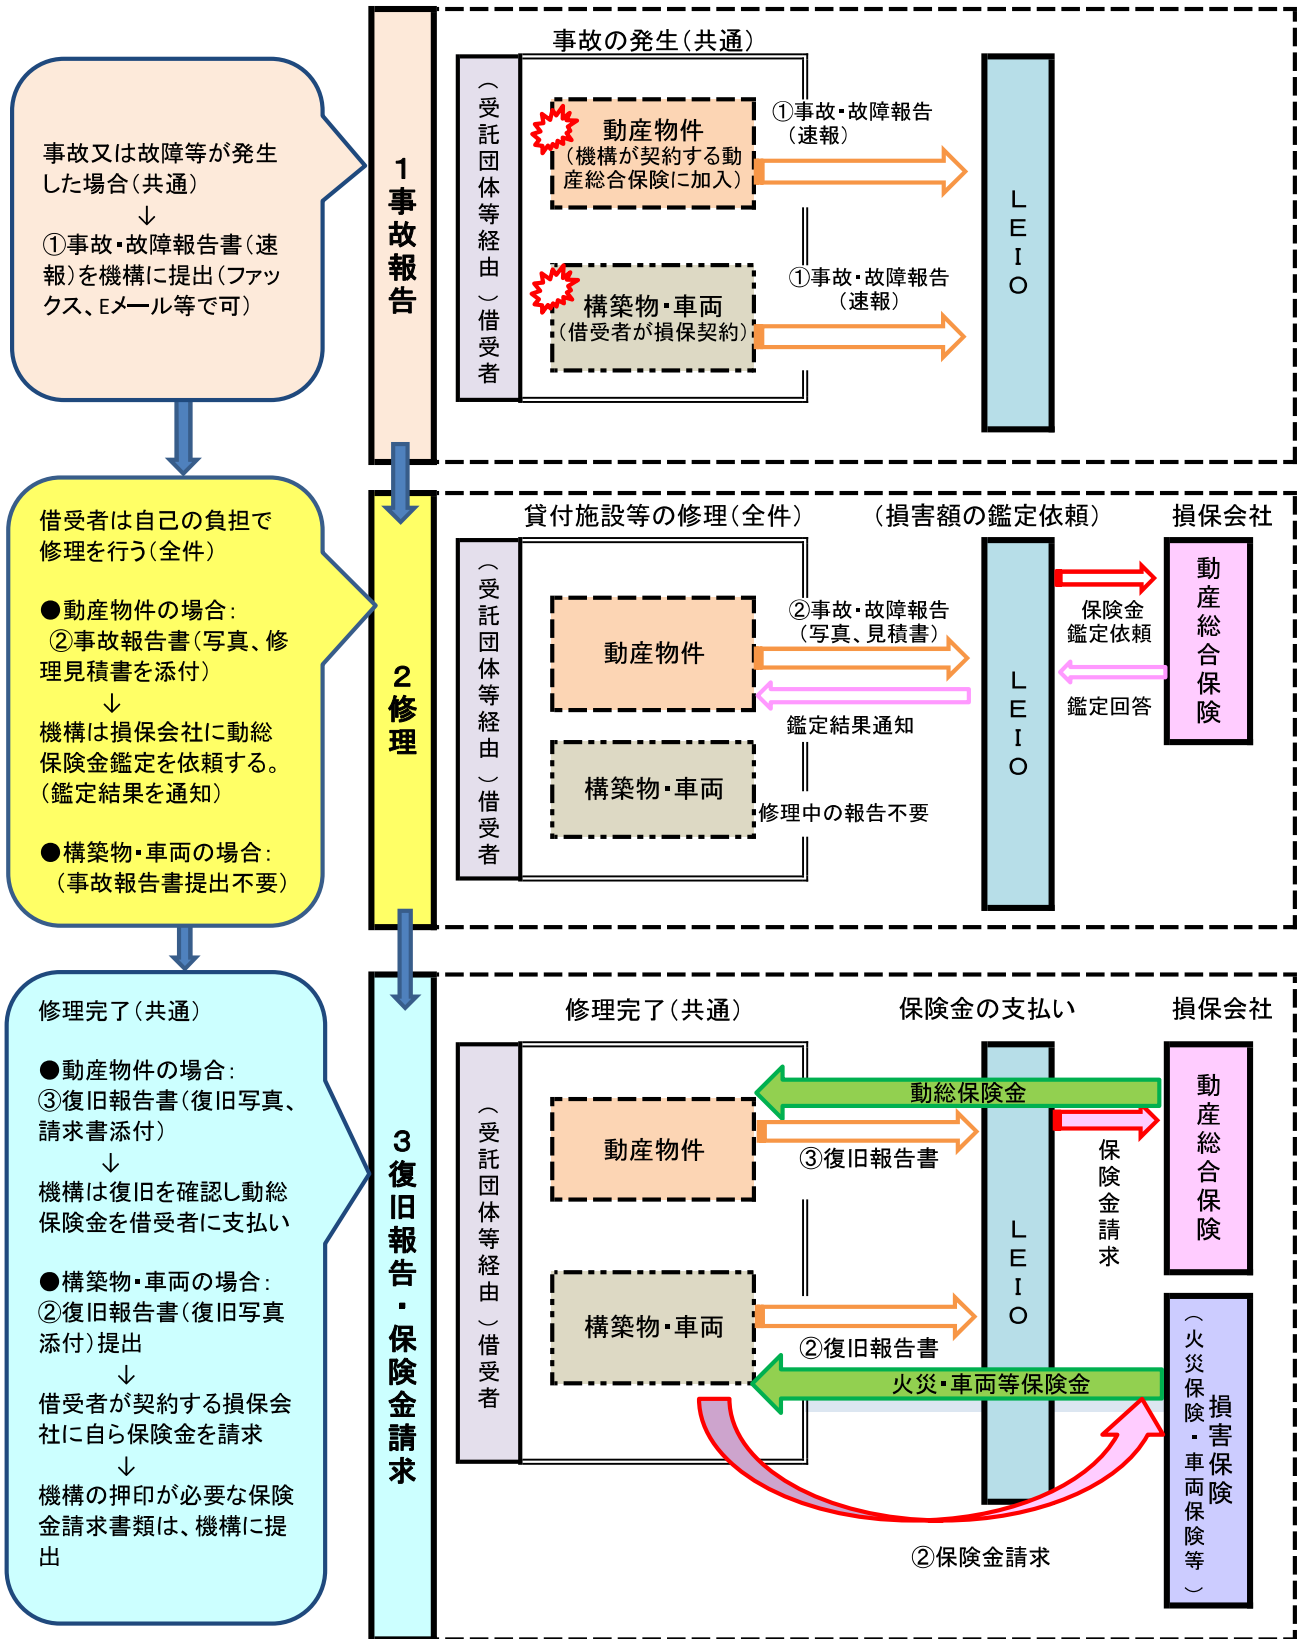 事故又は故障等が発生
した場合(共通)
↓
①事故・故障報告書(速
報)を機構に提出(ファッ
クス、Eメール等で可)
1事故報告
事故の発生(共通)
(受託団体等経由)借受者
動産物件
(機構が契約する動
産総合保険に加入)
①事故・故障報告
(速報)
構築物・車両
(借受者が損保契約)
①事故・故障報告
(速報)
LEIO
借受者は自己の負担で
修理を行う(全件)
●動産物件の場合:
②事故報告書(写真、修
理見積書を添付)
↓
機構は損保会社に動総
保険金鑑定を依頼する。
(鑑定結果を通知)
●構築物・車両の場合:
(事故報告書提出不要)
2修理
貸付施設等の修理(全件)
(損害額の鑑定依頼)
損保会社
(受託団体等経由)借受者
動産物件
②事故・故障報告
(写真、見積書)
鑑定結果通知
構築物・車両
修理中の報告不要
LEIO
保険金
鑑定依頼
鑑定回答
動産総合保険
修理完了(共通)
●動産物件の場合:
③復旧報告書(復旧写真、
請求書添付)
↓
機構は復旧を確認し動総
保険金を借受者に支払い
●構築物・車両の場合:
②復旧報告書(復旧写真
添付)提出
↓
借受者が契約する損保会
社に自ら保険金を請求
↓
機構の押印が必要な保険
金請求書類は、機構に提
出
3復旧報告・保険金請求
修理完了(共通)
保険金の支払い
損保会社
(受託団体等経由)借受者
動産物件
動総保険金
③復旧報告書
保険金請求
動産総合保険
LEIO
構築物・車両
②復旧報告書
火災・車両等保険金
②保険金請求
損害保険
(火災保険・車両保険等)